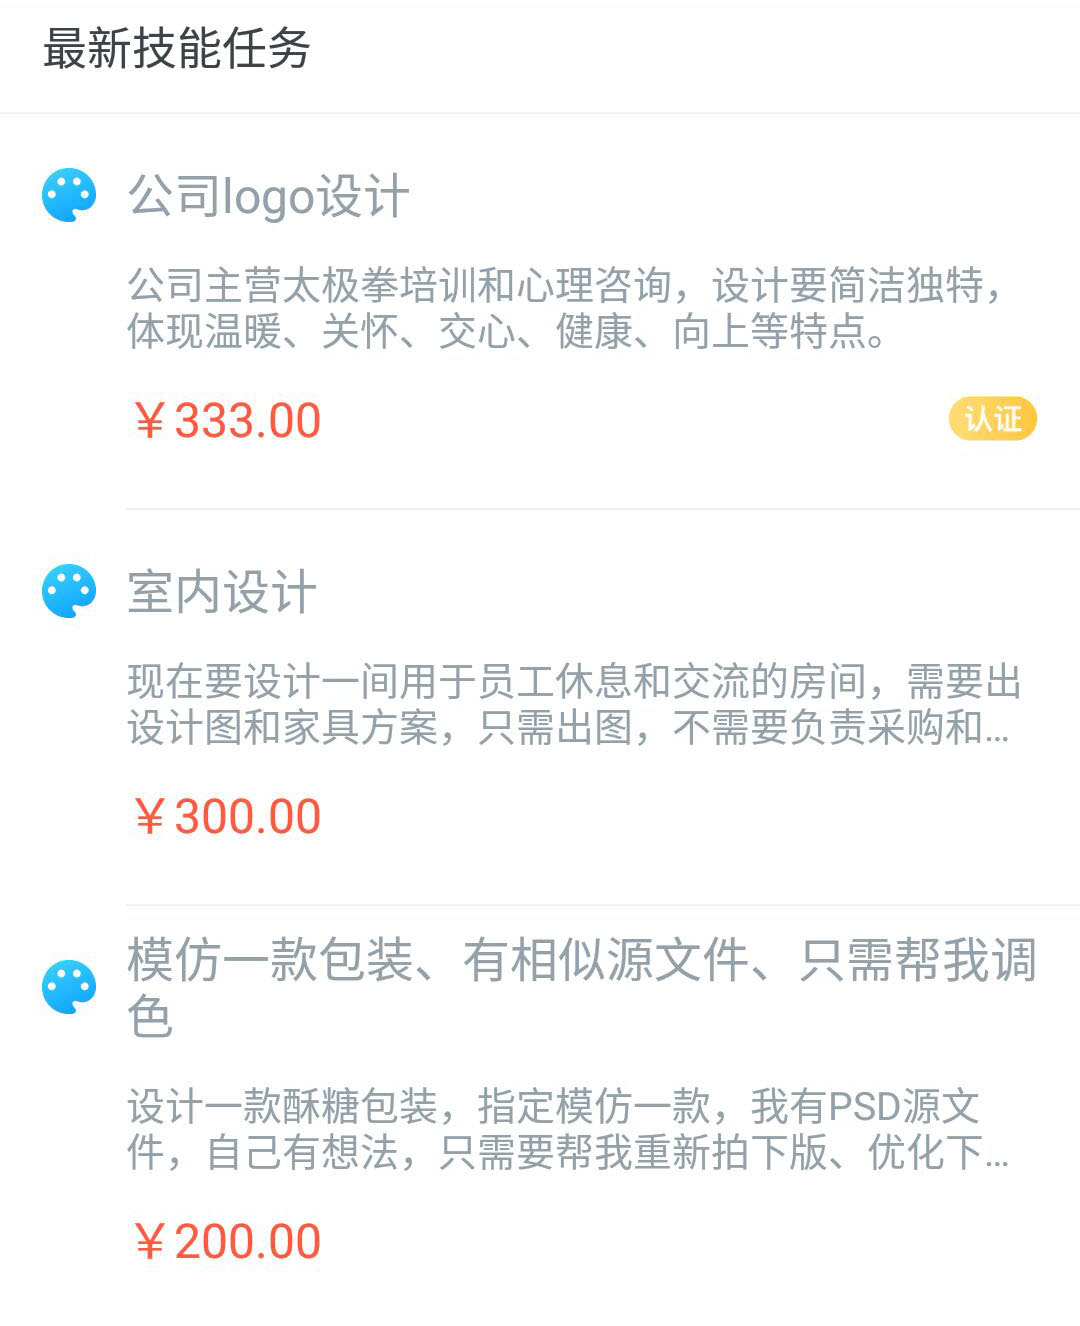 最新技能任务
公司logo设计
公司主营太极拳培训和心理咨询，设计要简洁独特，
体现温暖、关怀、交心、健康、向上等特点。
￥333.00
认证
室内设计
现在要设计一间用于员工休息和交流的房间，需要出
设计图和家具方案，只需出图，不需要负责采购和...
￥300.00
模仿一款包装、有相似源文件、只需帮我调
色
设计一款酥糖包装，指定模仿一款，我有PSD源文
件，自己有想法，只需要帮我重新拍下版、优化下...
￥200.00